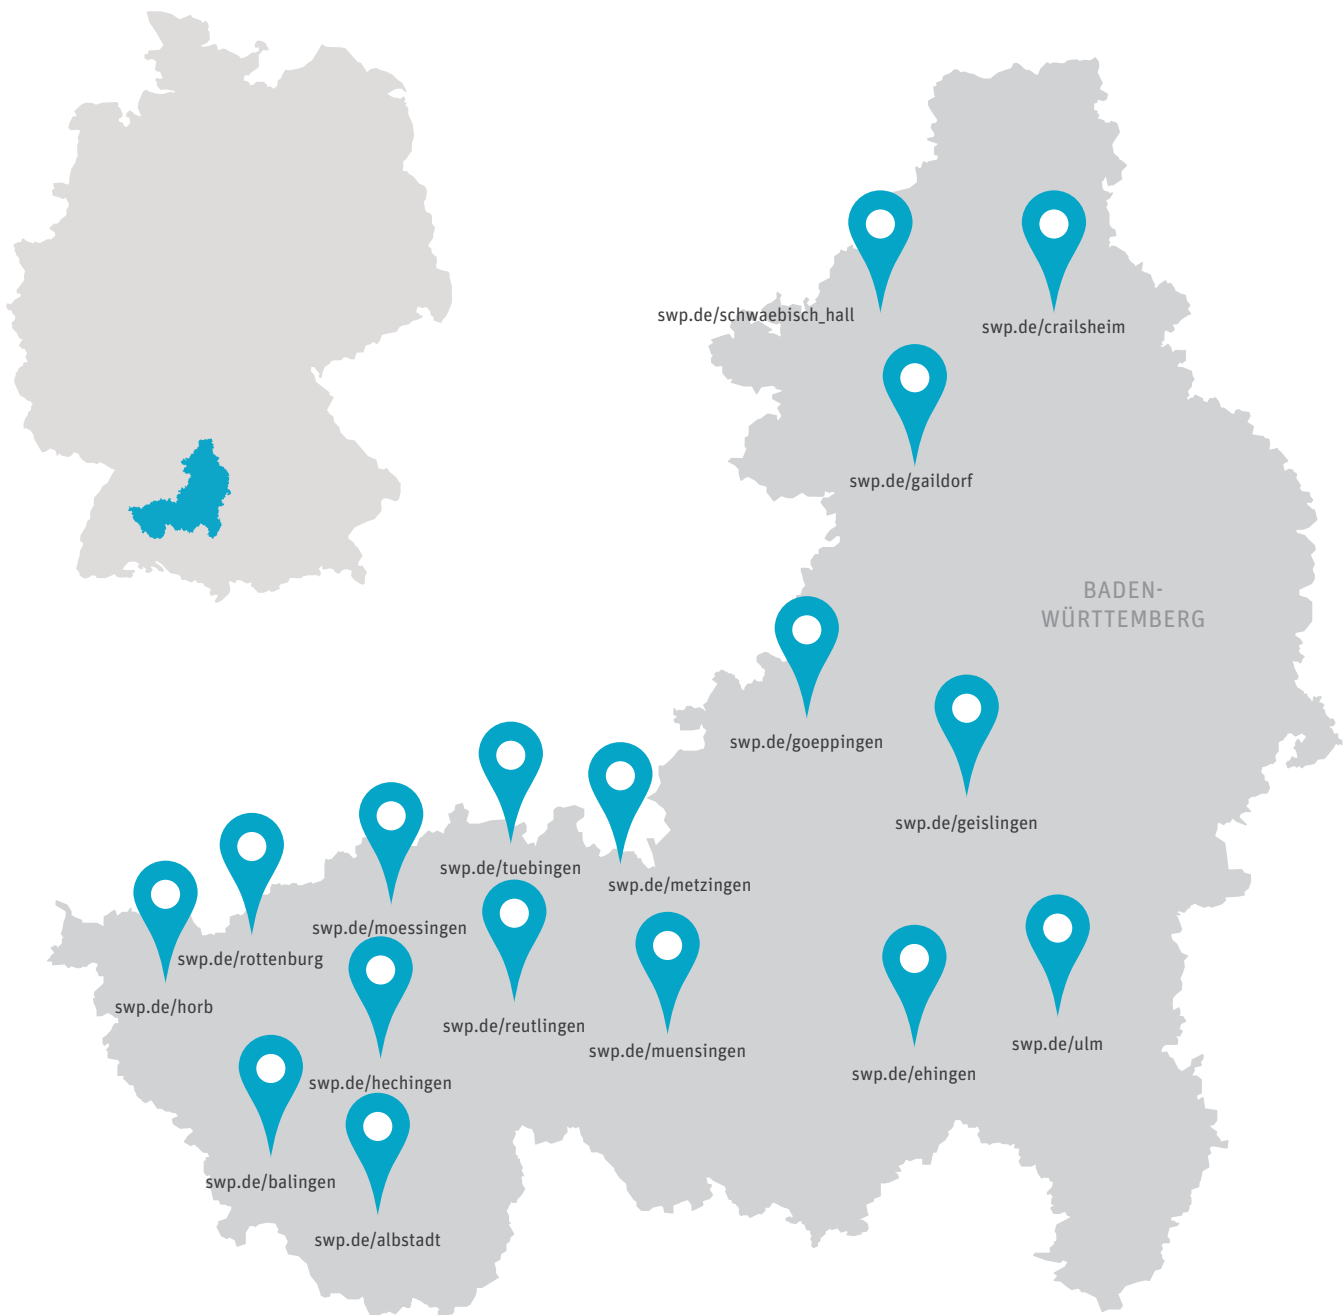 swp.de/schwaebisch_hall
swp.de/crailsheim
swp.de/gaildorf
BADEN-
WÜRTTEMBERG
swp.de/goeppingen
swp.de/geislingen
swp.de/tuebingen
swp.de/metzingen
swp.de/moessingen
swp.de/rottenburg
swp.de/horb
swp.de/reutlingen
swp.de/muensingen
swp.de/ulm
swp.de/ehingen
swp.de/hechingen
swp.de/balingen
swp.de/albstadt